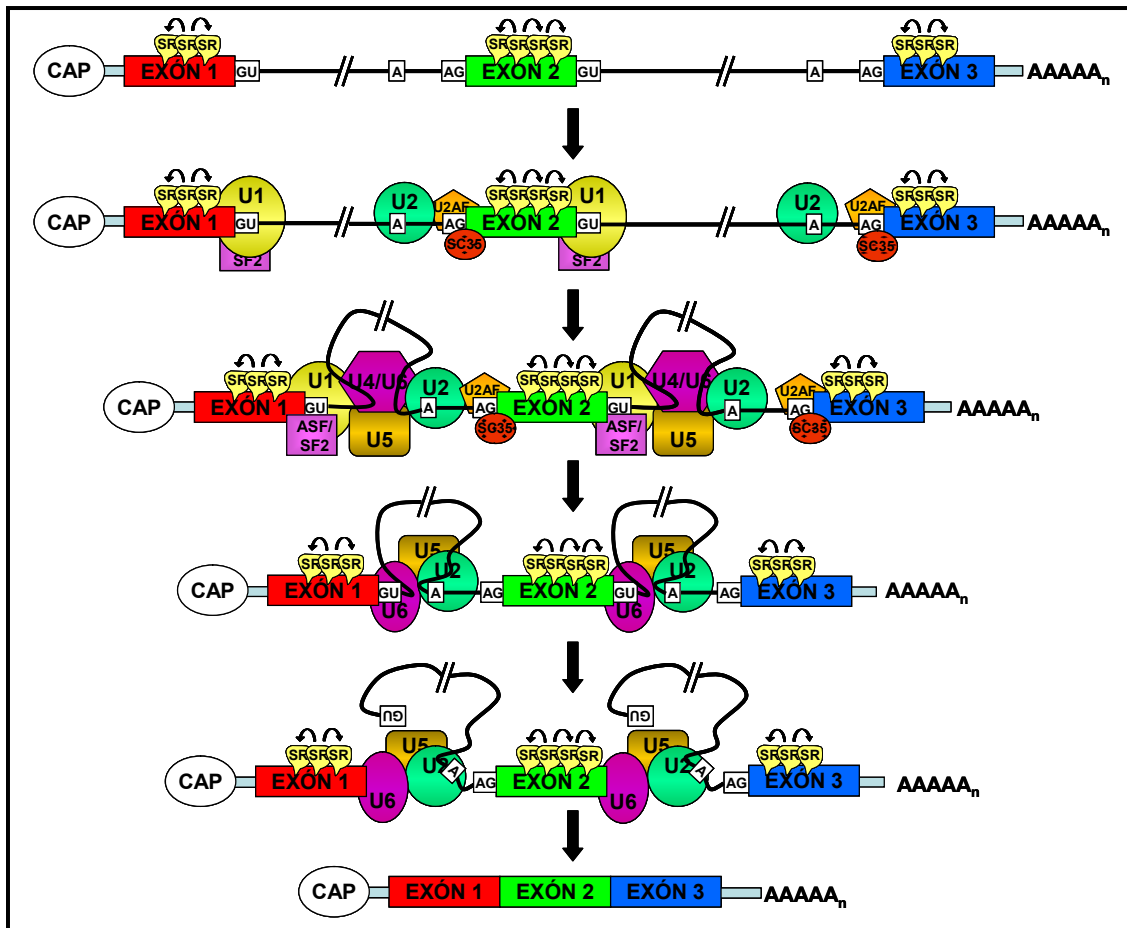 SR SR SR SR SR SR SR SR SR SR
CAP EXÓN 1 GU A AG EXÓN 2 GU A AG EXÓN 3 AAAAAn
SR SR SR SR SR SR SR SR SR SR
U1 U2 U2AF U1 U2 U2AF
CAP EXÓN 1 GU A AG EXÓN 2 GU A AG EXÓN 3 AAAAAn
SF2 SC35 SF2 SC35
SR SR SR SR SR SR SR SR SR SR
U1 U4/U6 U2 U2AF U1 U4/U6 U2 U2AF
CAP EXÓN 1 GU A AG EXÓN 2 GU A AG EXÓN 3 AAAAAn
ASF/ U5 SC35 ASF/ U5 SC35
SF2 SF2
SR SR SR SR SR SR SR SR SR SR
U5 U2 U5 U2
CAP EXÓN 1 GU A AG EXÓN 2 GU A AG EXÓN 3 AAAAAn
U6 U6
GU GU
SR SR SR SR SR SR SR SR SR SR
U5 U2 A U5 U2 A
CAP EXÓN 1 AG EXÓN 2 AG EXÓN 3 AAAAAn
U6 U6
CAP EXÓN 1 EXÓN 2 EXÓN 3 AAAAAn